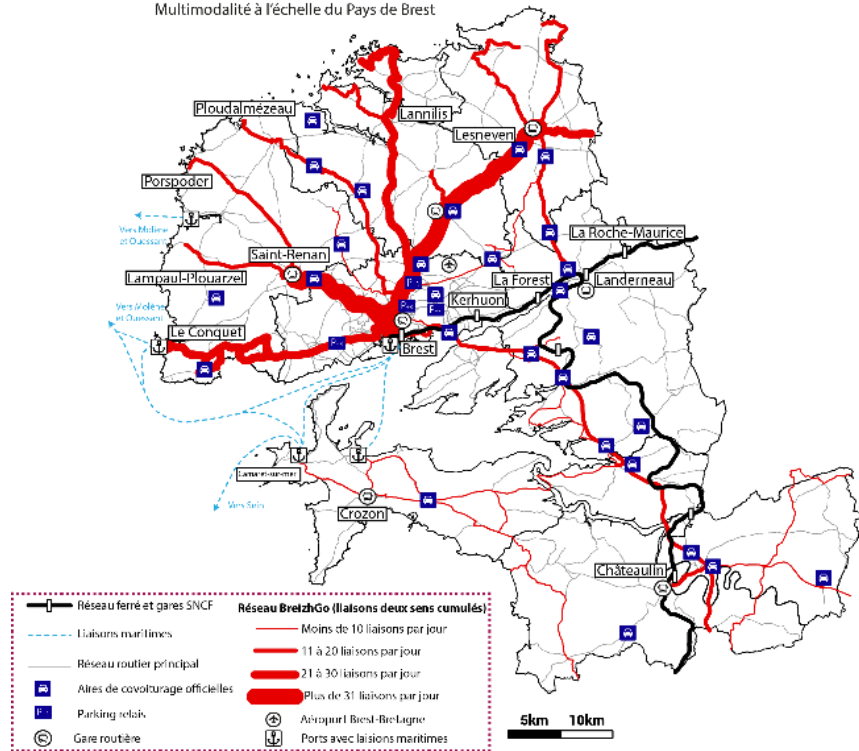 Multimodalité à l'échelle du Pays de Brest
Ploudalmézeau
Lannilis
Lesneven
Porspoder
Vers Molène
et Ouessant
La Roche-Maurice
Saint-Renan
La Forest
Landerneau
Lampaul-Plouarzel
Kerhuon
Vers Molène
et Ouessant
Le Conquet
Brest
Camaret-sur-mer
Vers Sein
Crozon
Châteaulin
Réseau ferré et gares SNCF
Liaisons maritimes
Réseau routier principal
Aires de covoiturage officielles
Parking relais
Gare routière
Réseau BreizhGo (liaisons deux sens cumulés)
Moins de 10 liaisons par jour
11 à 20 liaisons par jour
21 à 30 liaisons par jour
Plus de 31 liaisons par jour
Aéroport Brest-Bretagne
Ports avec laisons maritimes
5km 10km